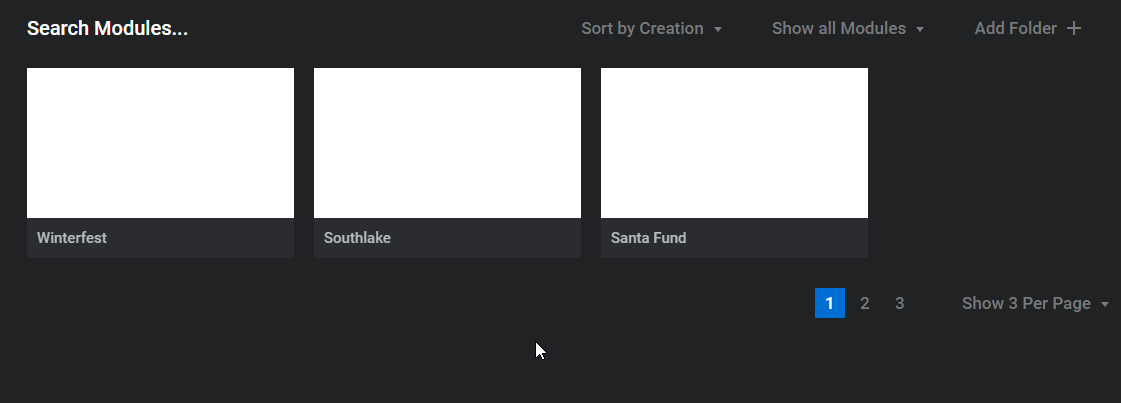 Search Modules...
Sort by Creation
Show all Modules
Add Folder +
Winterfest
Southlake
Santa Fund
1 2 3
Show 3 Per Page